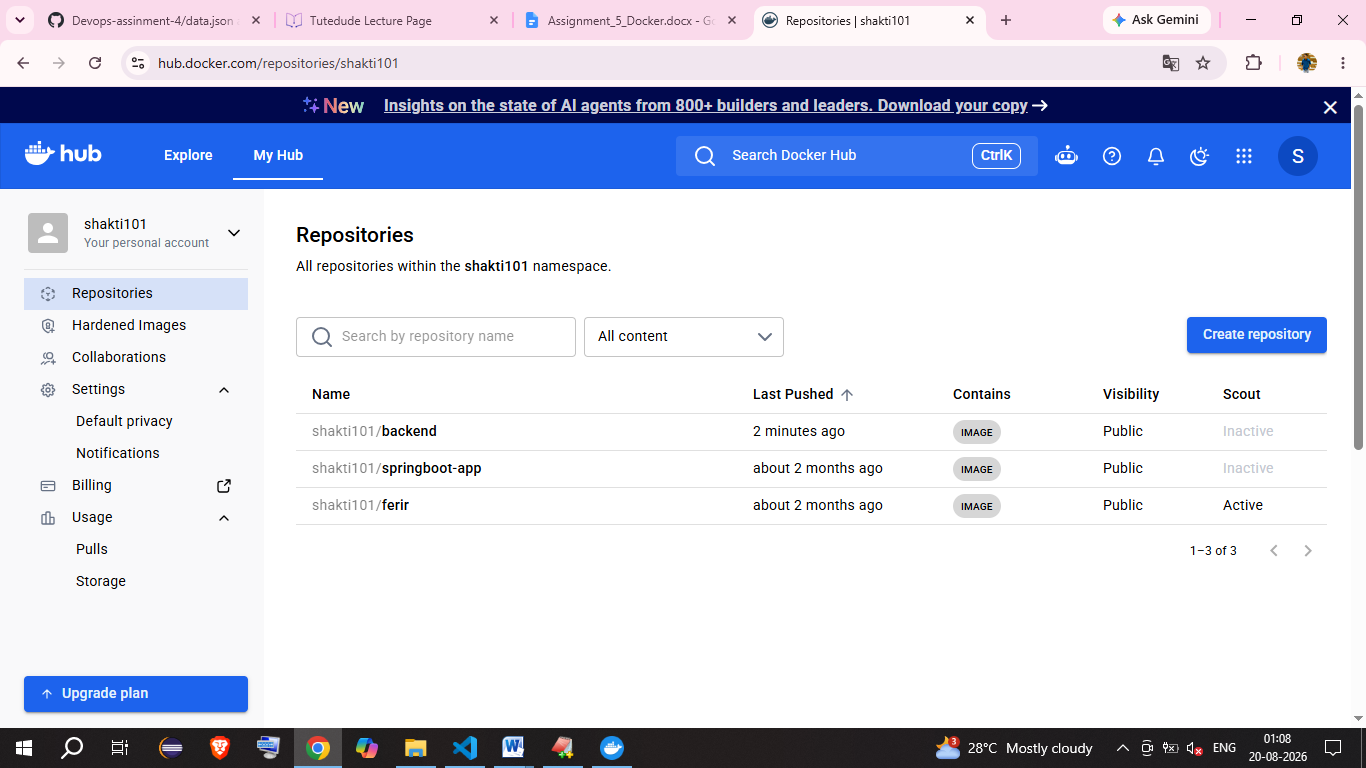 Devops-assinment-4/data.json
Tutedude Lecture Page
Assignment_5_Docker.docx - Go
Repositories | shakti101
Ask Gemini
hub.docker.com/repositories/shakti101
New Insights on the state of AI agents from 800+ builders and leaders. Download your copy
hub Explore My Hub Search Docker Hub CtrlK S
shakti101
Your personal account
Repositories
Hardened Images
Collaborations
Settings
Default privacy
Notifications
Billing
Usage
Pulls
Storage
Upgrade plan
Repositories
All repositories within the shakti101 namespace.
Search by repository name All content Create repository
Name Last Pushed Contains Visibility Scout
shakti101/backend 2 minutes ago IMAGE Public Inactive
shakti101/springboot-app about 2 months ago IMAGE Public Inactive
shakti101/ferir about 2 months ago IMAGE Public Active
1–3 of 3
3 28°C Mostly cloudy ENG 01:08
20-08-2026